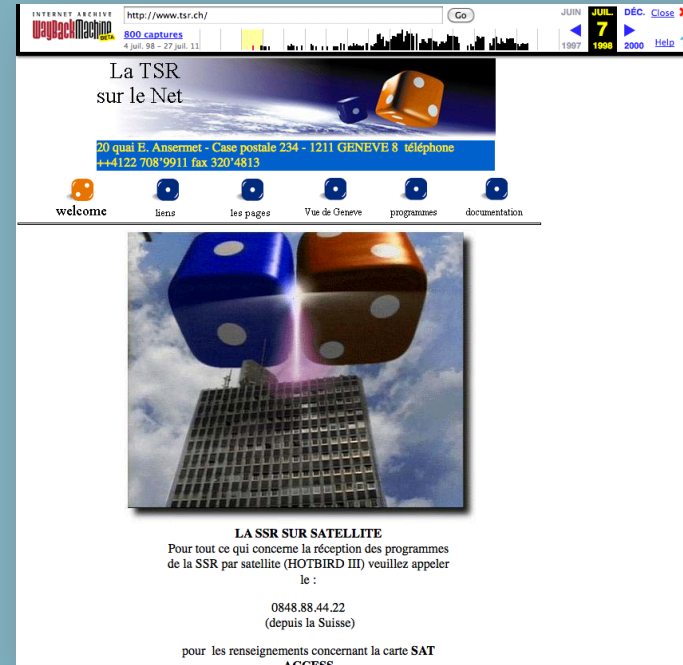 INTERNET ARCHIVE
WayBackMachine
BETA
http://www.tsr.ch/
Go
800 captures
4 juil. 98 - 27 juil. 11
JUIN JUIL. DÉC.
7
1997 1998 2000
Close
Help
La TSR
sur le Net
20 quai E. Ansermet - Case postale 234 - 1211 GENEVE 8 téléphone
++4122 708'9911 fax 320'4813
welcome liens les pages Vue de Geneve programmes documentation
LA SSR SUR SATELLITE
Pour tout ce qui concerne la réception des programmes
de la SSR par satellite (HOTBIRD III) veuillez appeler
le :
0848.88.44.22
(depuis la Suisse)
pour les renseignements concernant la carte SAT
ACCESS